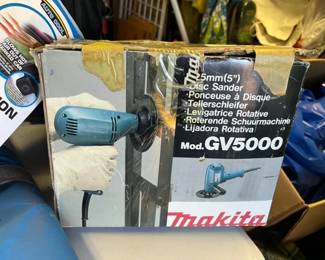 125mm(5")
Disc Sander
·Ponceuse à Disque
·Tellerschleifer
·Levigatrice Rotative
·Roterende Schuurmachine
·Lijadora Rotativa
Mod. GV5000
makita